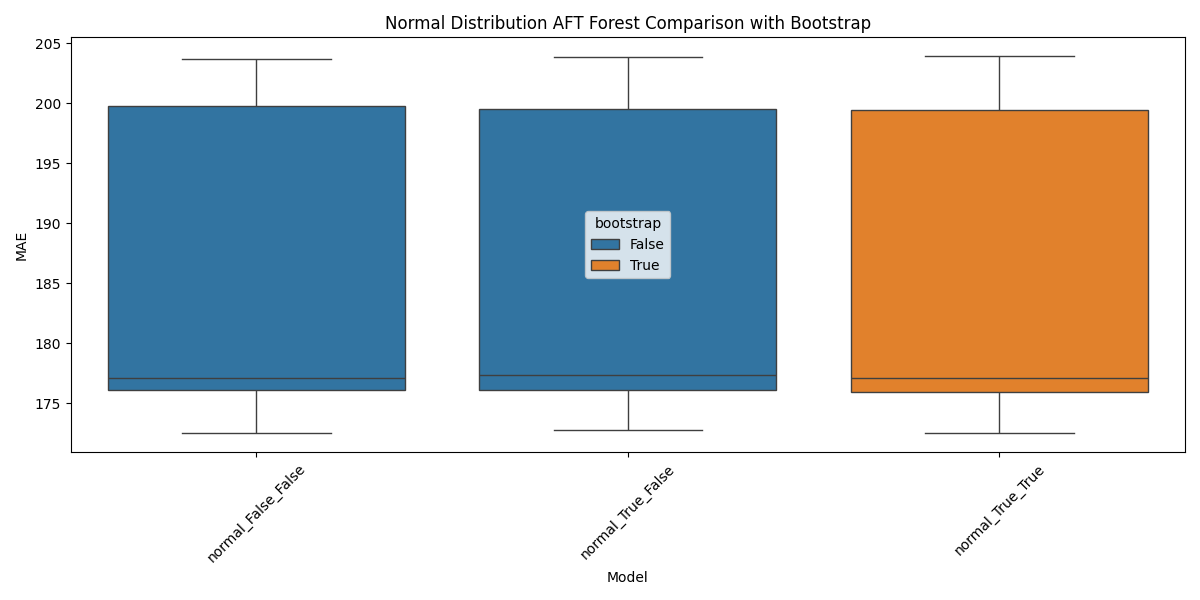 Normal Distribution AFT Forest Comparison with Bootstrap
205
200
195
190
185
180
175
MAE
bootstrap
False
True
normal_False_False
normal_True_False
normal_True_True
Model